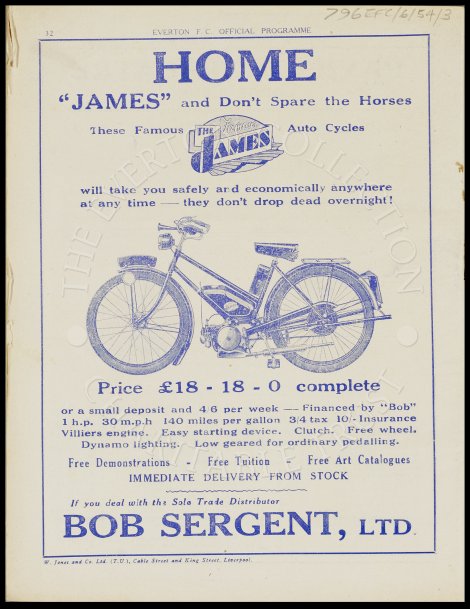 796EFC/6/54/3
32 EVERTON F.C. OFFICIAL PROGRAMME
HOME
"JAMES" and Don't Spare the Horses
These Famous THE Famous JAMES Auto Cycles
will take you safely and economically anywhere
at any time — they don't drop dead overnight!
Price £18 - 18 - 0 complete
or a small deposit and 4/6 per week — Financed by "Bob"
1 h.p. 30 m.p.h 140 miles per gallon 3/4 tax 10/- Insurance
Villiers engine. Easy starting device. Clutch. Free wheel.
Dynamo lighting. Low geared for ordinary pedalling.
Free Demonstrations - Free Tuition - Free Art Catalogues
IMMEDIATE DELIVERY FROM STOCK
If you deal with the Sole Trade Distributor
BOB SERGENT, LTD
W. Jones and Co. Ltd. (T.U.), Cable Street and King Street, Liverpool.
THE EVERTON COLLECTION